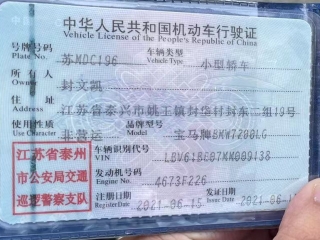 中华人民共和国机动车行驶证
Vehicle License of the People's Republic of China
号牌号码 苏MDC196 车辆类型 小型轿车
Plate No. Vehicle Type
所有人 封文凯
Owner
住址 江苏省泰兴市姚王镇封华村封东二组19号
Address
使用性质 非营运 品牌型号 宝马牌BMW7200LG
Use Character Model
江苏省泰州
市公安局交通
巡逻警察支队
车辆识别代号
VIN
发动机号码 4673F226
Engine No.
注册日期 2021-06-15 发证日期 2021-06-15
Register Date Issue Date